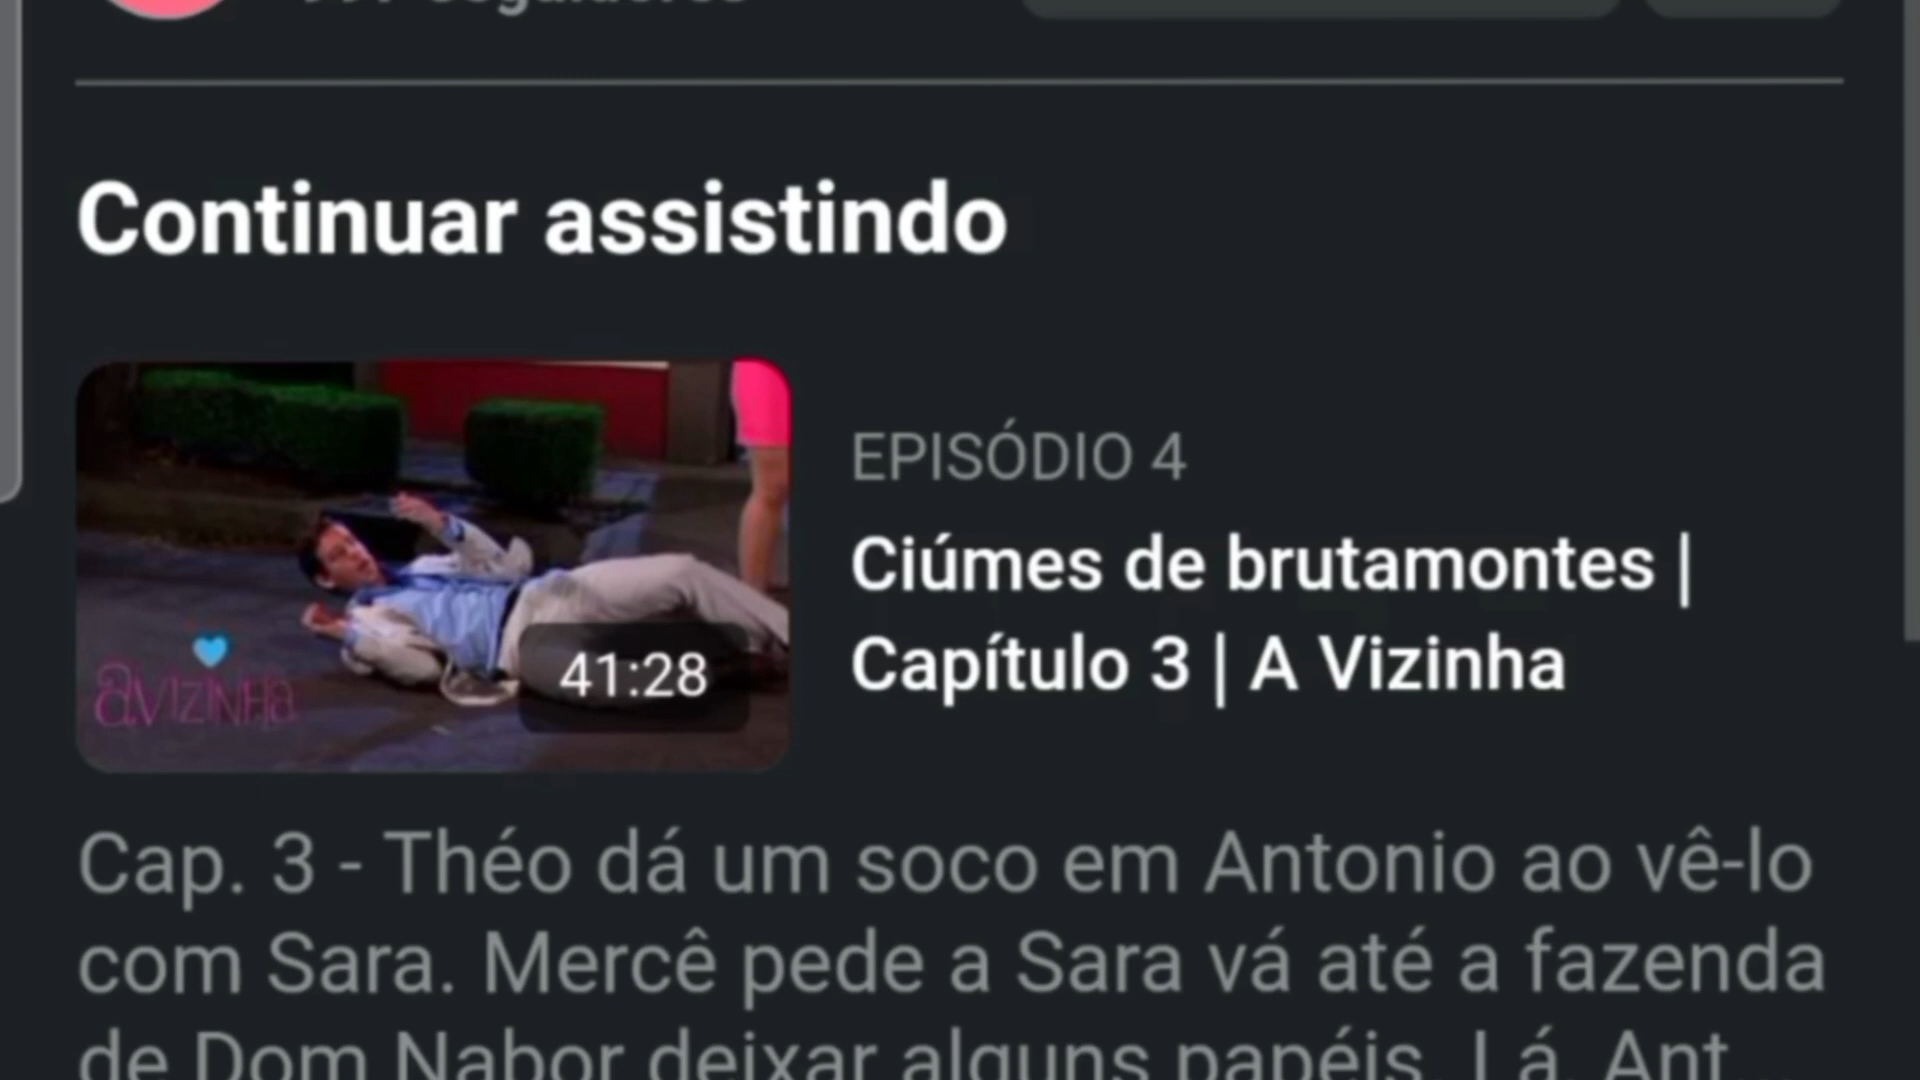 Continuar assistindo
EPISÓDIO 4
Ciúmes de brutamontes |
Capítulo 3 | A Vizinha
aVIZINHa
41:28
Cap. 3 - Théo dá um soco em Antonio ao vê-lo
com Sara. Mercê pede a Sara vá até a fazenda
de Dom Nabor deixar alguns papéis. Lá, Ant...